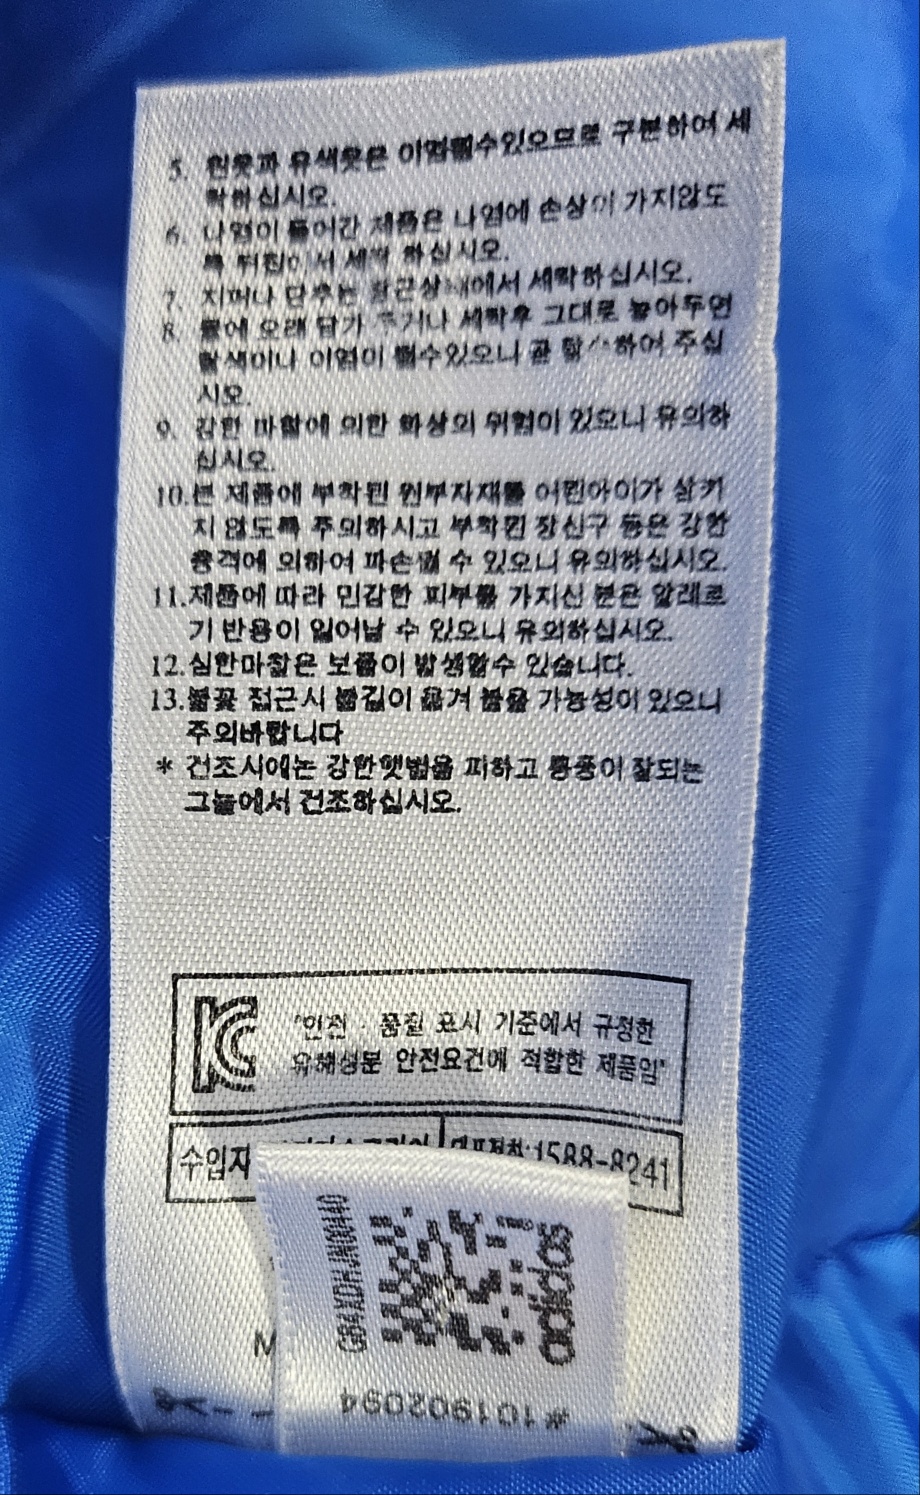 5. 흰옷과 유색옷은 이염될수있으므로 구분하여 세
탁하십시오.
6. 나염이 들어간 제품은 나염에 손상이 가지않도
록 뒤집어서 세탁 하십시오.
7. 지퍼나 단추는 잠근상태에서 세탁하십시오.
8. 물에 오래 담가 두거나 세탁후 그대로 놓아두면
탈색이나 이염이 될수있으니 곧 탈수하여 주십
시오.
9. 강한 마찰에 의한 화상의 위험이 있으니 유의하
십시오.
10.본 제품에 부착된 원부자재를 어린아이가 삼키
지 않도록 주의하시고 부착된 장신구 등은 강한
충격에 의하여 파손될 수 있으니 유의하십시오.
11.제품에 따라 민감한 피부를 가지신 분은 알레르
기 반응이 일어날 수 있으니 유의하십시오.
12.심한마찰은 보풀이 발생할수 있습니다.
13.불꽃 접근시 불길이 옮겨 붙을 가능성이 있으니
주의바랍니다
* 건조시에는 강한햇볕을 피하고 통풍이 잘되는
그늘에서 건조하십시오.
"안전 · 품질 표시 기준에서 규정한
유해성분 안전요건에 적합한 제품임"
수입자
대표전화:1588-8241
adidas
#101902094